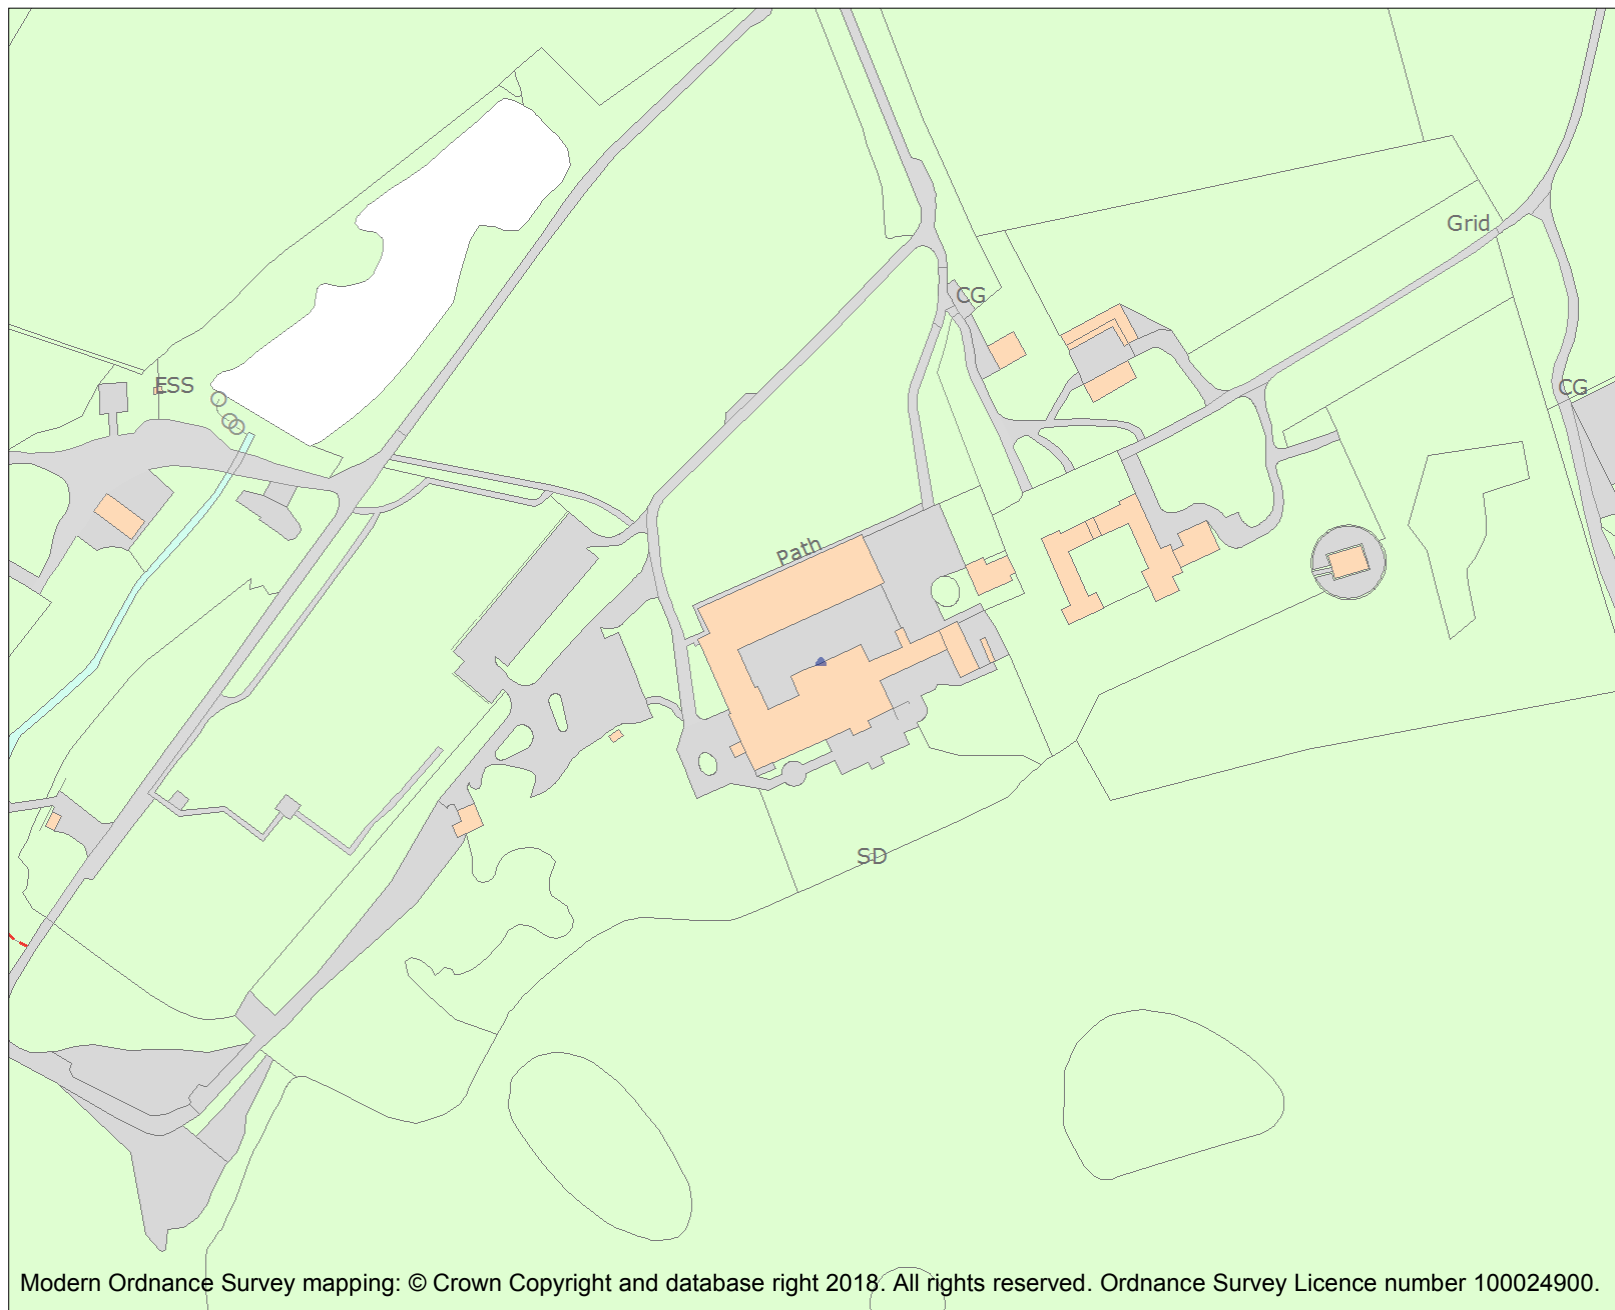 Grid
CG
ESS
CG
Path
SD
Modern Ordnance Survey mapping: © Crown Copyright and database right 2018. All rights reserved. Ordnance Survey Licence number 100024900.